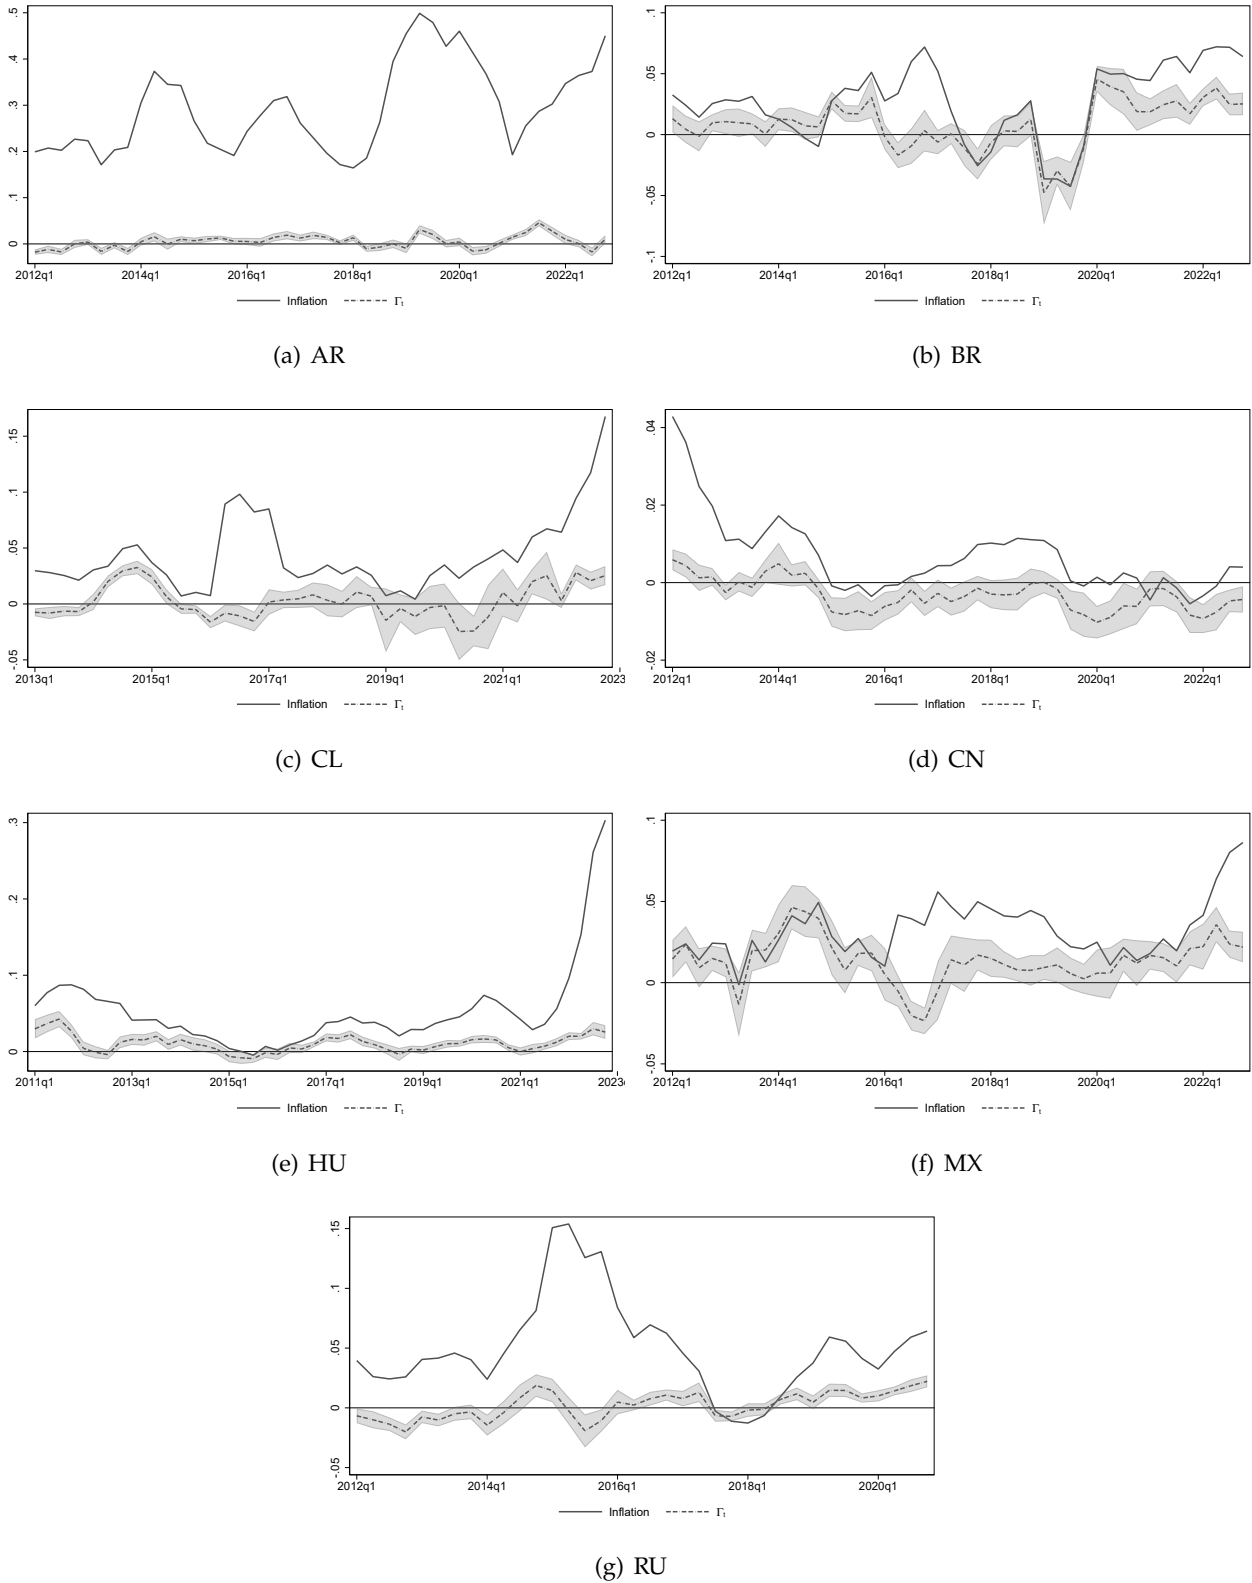 .5
.4
.3
.2
.1
0
2012q1 2014q1 2016q1 2018q1 2020q1 2022q1
Inflation Γt
(a) AR
.1
.05
0
-.05
-.1
2012q1 2014q1 2016q1 2018q1 2020q1 2022q1
Inflation Γt
(b) BR
.15
.1
.05
0
-.05
2013q1 2015q1 2017q1 2019q1 2021q1 2023
Inflation Γt
(c) CL
.04
.02
0
-.02
2012q1 2014q1 2016q1 2018q1 2020q1 2022q1
Inflation Γt
(d) CN
.3
.2
.1
0
2011q1 2013q1 2015q1 2017q1 2019q1 2021q1 2023
Inflation Γt
(e) HU
.1
.05
0
-.05
2012q1 2014q1 2016q1 2018q1 2020q1 2022q1
Inflation Γt
(f) MX
.15
.1
.05
0
-.05
2012q1 2014q1 2016q1 2018q1 2020q1
Inflation Γt
(g) RU